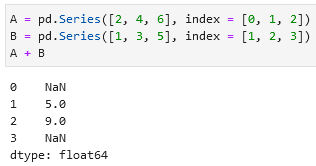 A = pd.Series([2, 4, 6], index = [0, 1, 2])
B = pd.Series([1, 3, 5], index = [1, 2, 3])
A + B
0    NaN
1    5.0
2    9.0
3    NaN
dtype: float64